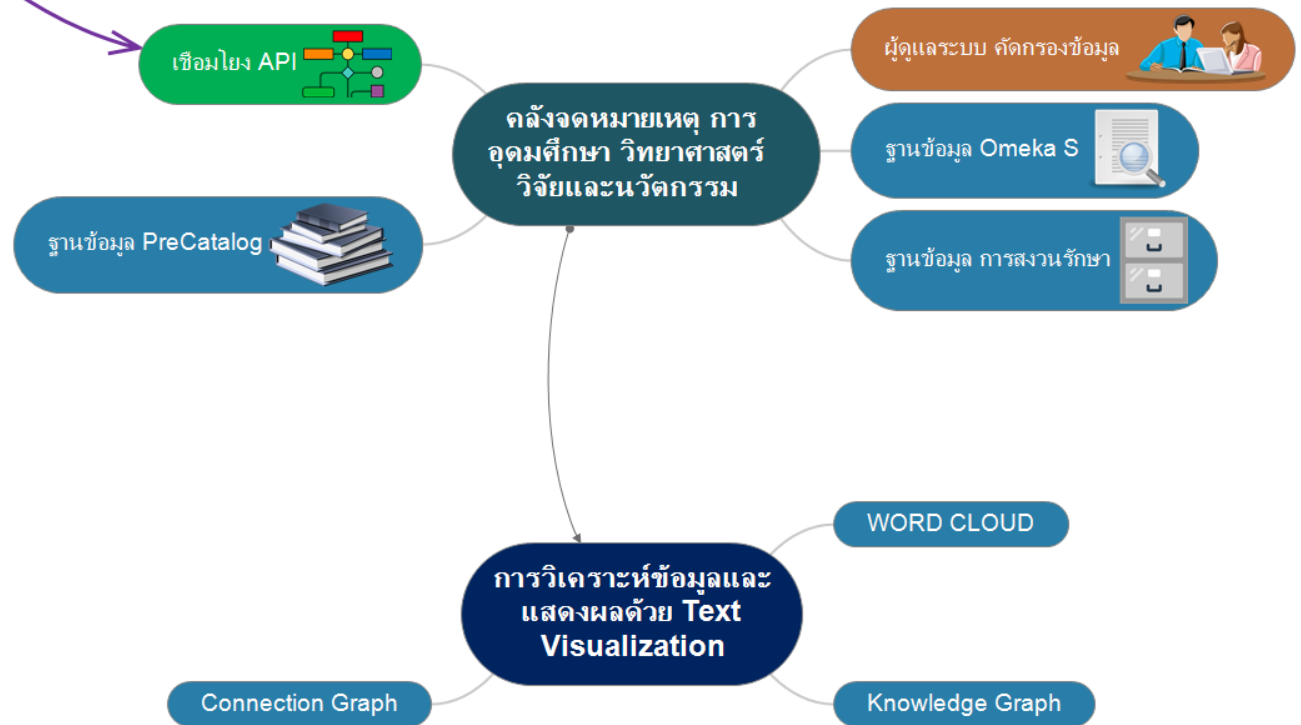 เชื่อมโยง API
ผู้ดูแลระบบ คัดกรองข้อมูล
คลังจดหมายเหตุ การ
อุดมศึกษา วิทยาศาสตร์
วิจัยและนวัตกรรม
ฐานข้อมูล Omeka S
ฐานข้อมูล PreCatalog
ฐานข้อมูล การสงวนรักษา
WORD CLOUD
การวิเคราะห์ข้อมูลและ
แสดงผลด้วย Text
Visualization
Connection Graph
Knowledge Graph